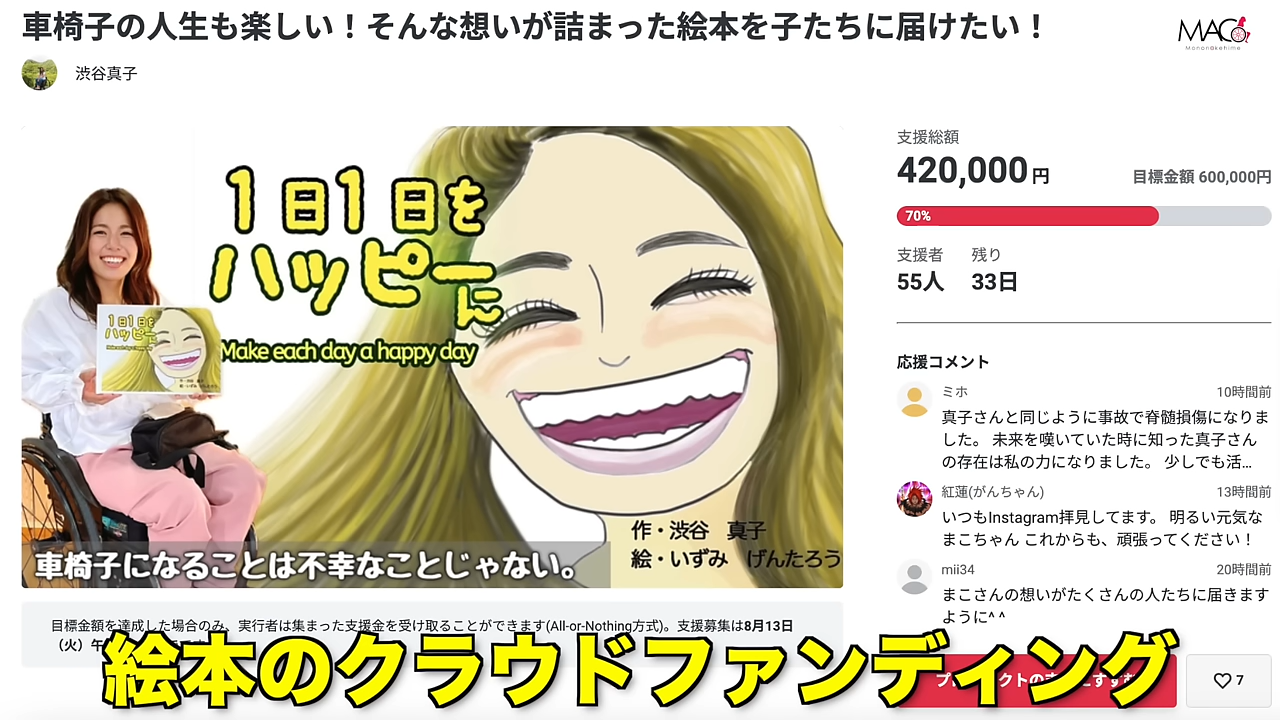 車椅子の人生も楽しい！そんな想いが詰まった絵本を子たちに届けたい！
MACO
渋谷真子
1日1日を
ハッピーに
Make each day a happy day
1日1日を
ハッピーに
作・渋谷 真子
絵・いずみ げんたろう
車椅子になることは不幸なことじゃない。
支援総額
420,000円
目標金額 600,000円
70%
支援者 残り
55人 33日
応援コメント
ミホ 10時間前
真子さんと同じように事故で脊髄損傷になりま
した。 未来を嘆いていた時に知った真子さん
の存在は私の力になりました。 少しでも活…
紅蓮(がんちゃん) 13時間前
いつもInstagram拝見してます。 明るい元気な
まこちゃん これからも、頑張ってください！
mii34 20時間前
まこさんの想いがたくさんの人たちに届きます
ように^ ^
目標金額を達成した場合のみ、実行者は集まった支援金を受け取ることができます(All-or-Nothing方式)。支援募集は8月13日
（火）午
絵本のクラウドファンディング
7